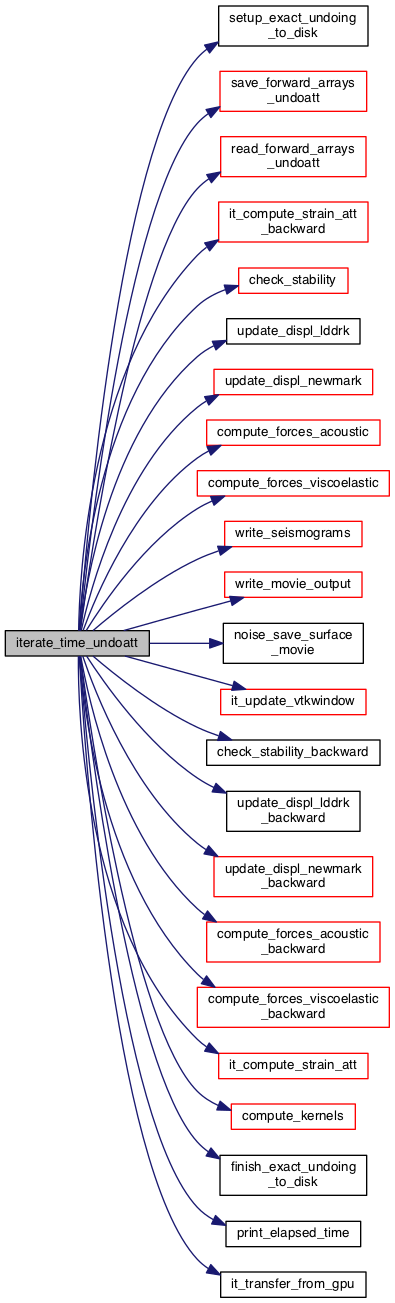 setup_exact_undoing
_to_disk
save_forward_arrays
_undoatt
read_forward_arrays
_undoatt
it_compute_strain_att
_backward
check_stability
update_displ_lddrk
update_displ_newmark
compute_forces_acoustic
compute_forces_viscoelastic
write_seismograms
write_movie_output
iterate_time_undoatt
noise_save_surface
_movie
it_update_vtkwindow
check_stability_backward
update_displ_lddrk
_backward
update_displ_newmark
_backward
compute_forces_acoustic
_backward
compute_forces_viscoelastic
_backward
it_compute_strain_att
compute_kernels
finish_exact_undoing
_to_disk
print_elapsed_time
it_transfer_from_gpu